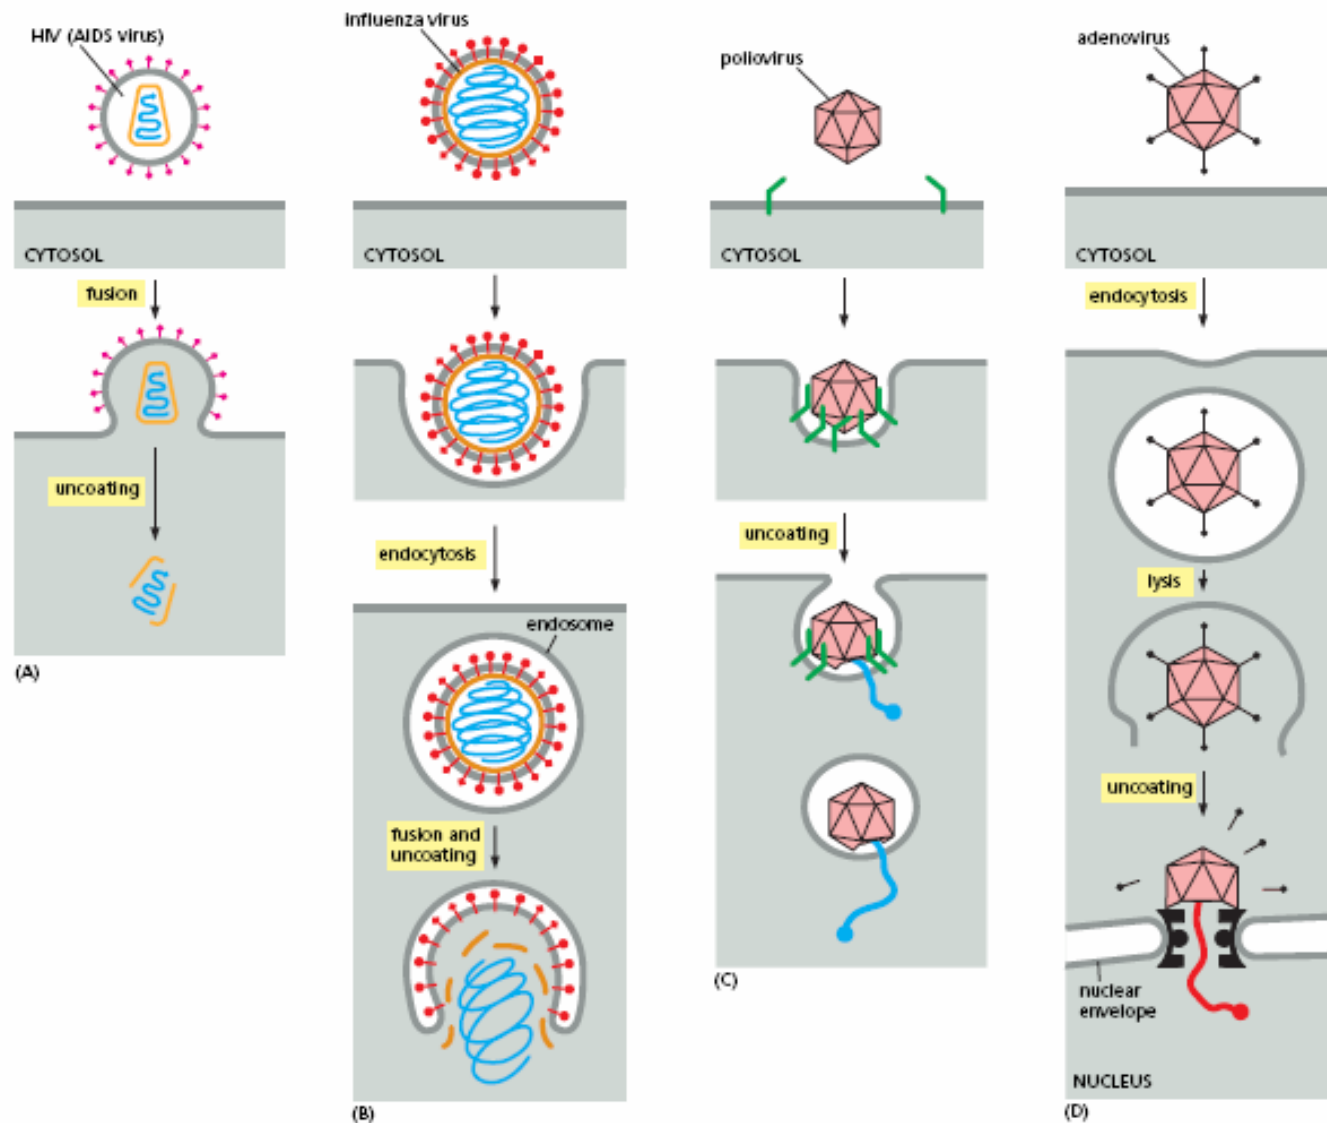 HIV (AIDS virus)
CYTOSOL
fusion
uncoating
(A)
influenza virus
CYTOSOL
endocytosis
endosome
fusion and
uncoating
(B)
poliovirus
uncoating
(C)
adenovirus
CYTOSOL
endocytosis
lysis
uncoating
nuclear
envelope
NUCLEUS
(D)